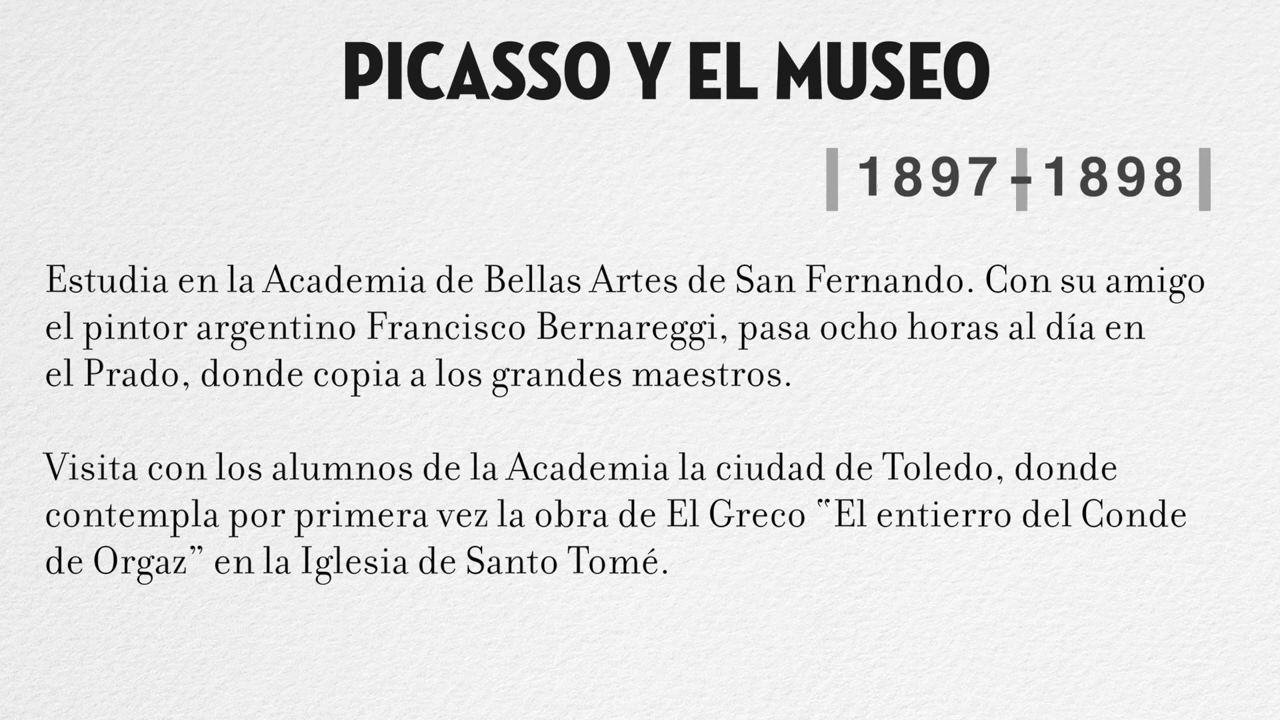 PICASSO Y EL MUSEO
1897-1898
Estudia en la Academia de Bellas Artes de San Fernando. Con su amigo
el pintor argentino Francisco Bernareggi, pasa ocho horas al día en
el Prado, donde copia a los grandes maestros.
Visita con los alumnos de la Academia la ciudad de Toledo, donde
contempla por primera vez la obra de El Greco “El entierro del Conde
de Orgaz” en la Iglesia de Santo Tomé.